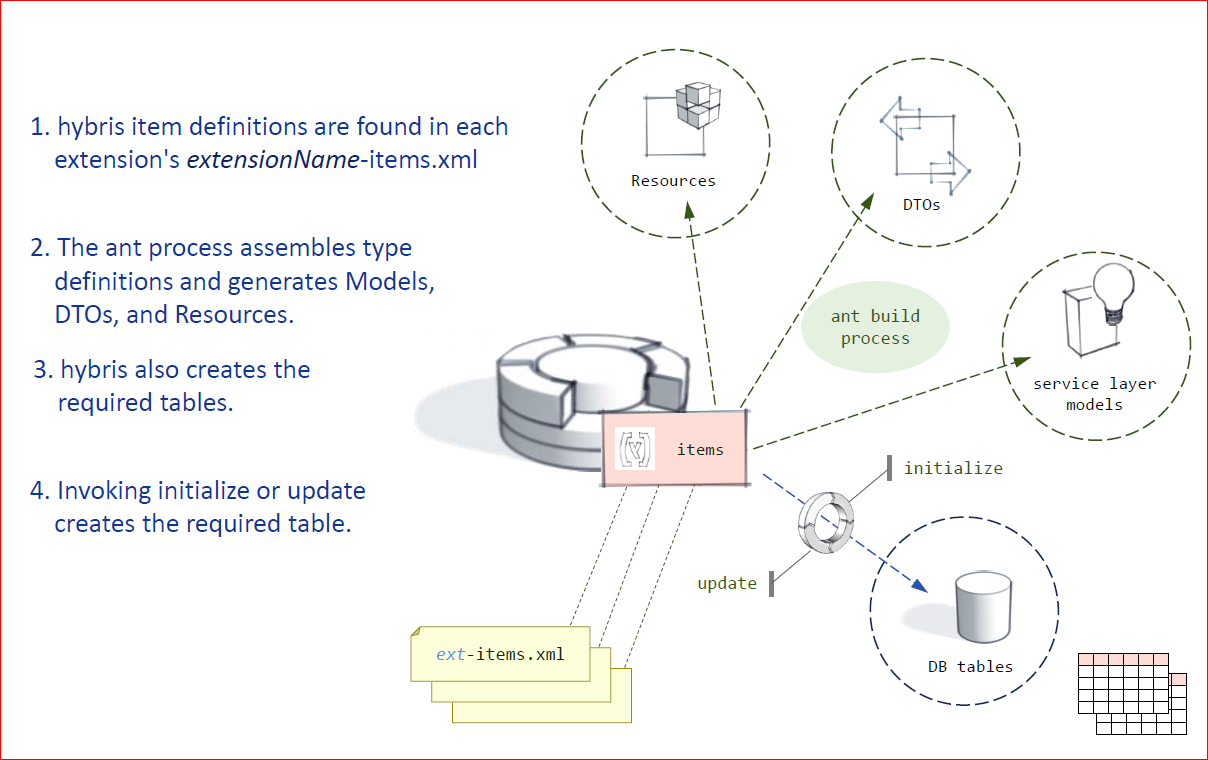 1. hybris item definitions are found in each
extension's extensionName-items.xml
2. The ant process assembles type
definitions and generates Models,
DTOs, and Resources.
3. hybris also creates the
required tables.
4. Invoking initialize or update
creates the required table.
Resources
DTOs
ant build
process
service layer
models
[y]
items
initialize
update
ext-items.xml
DB tables